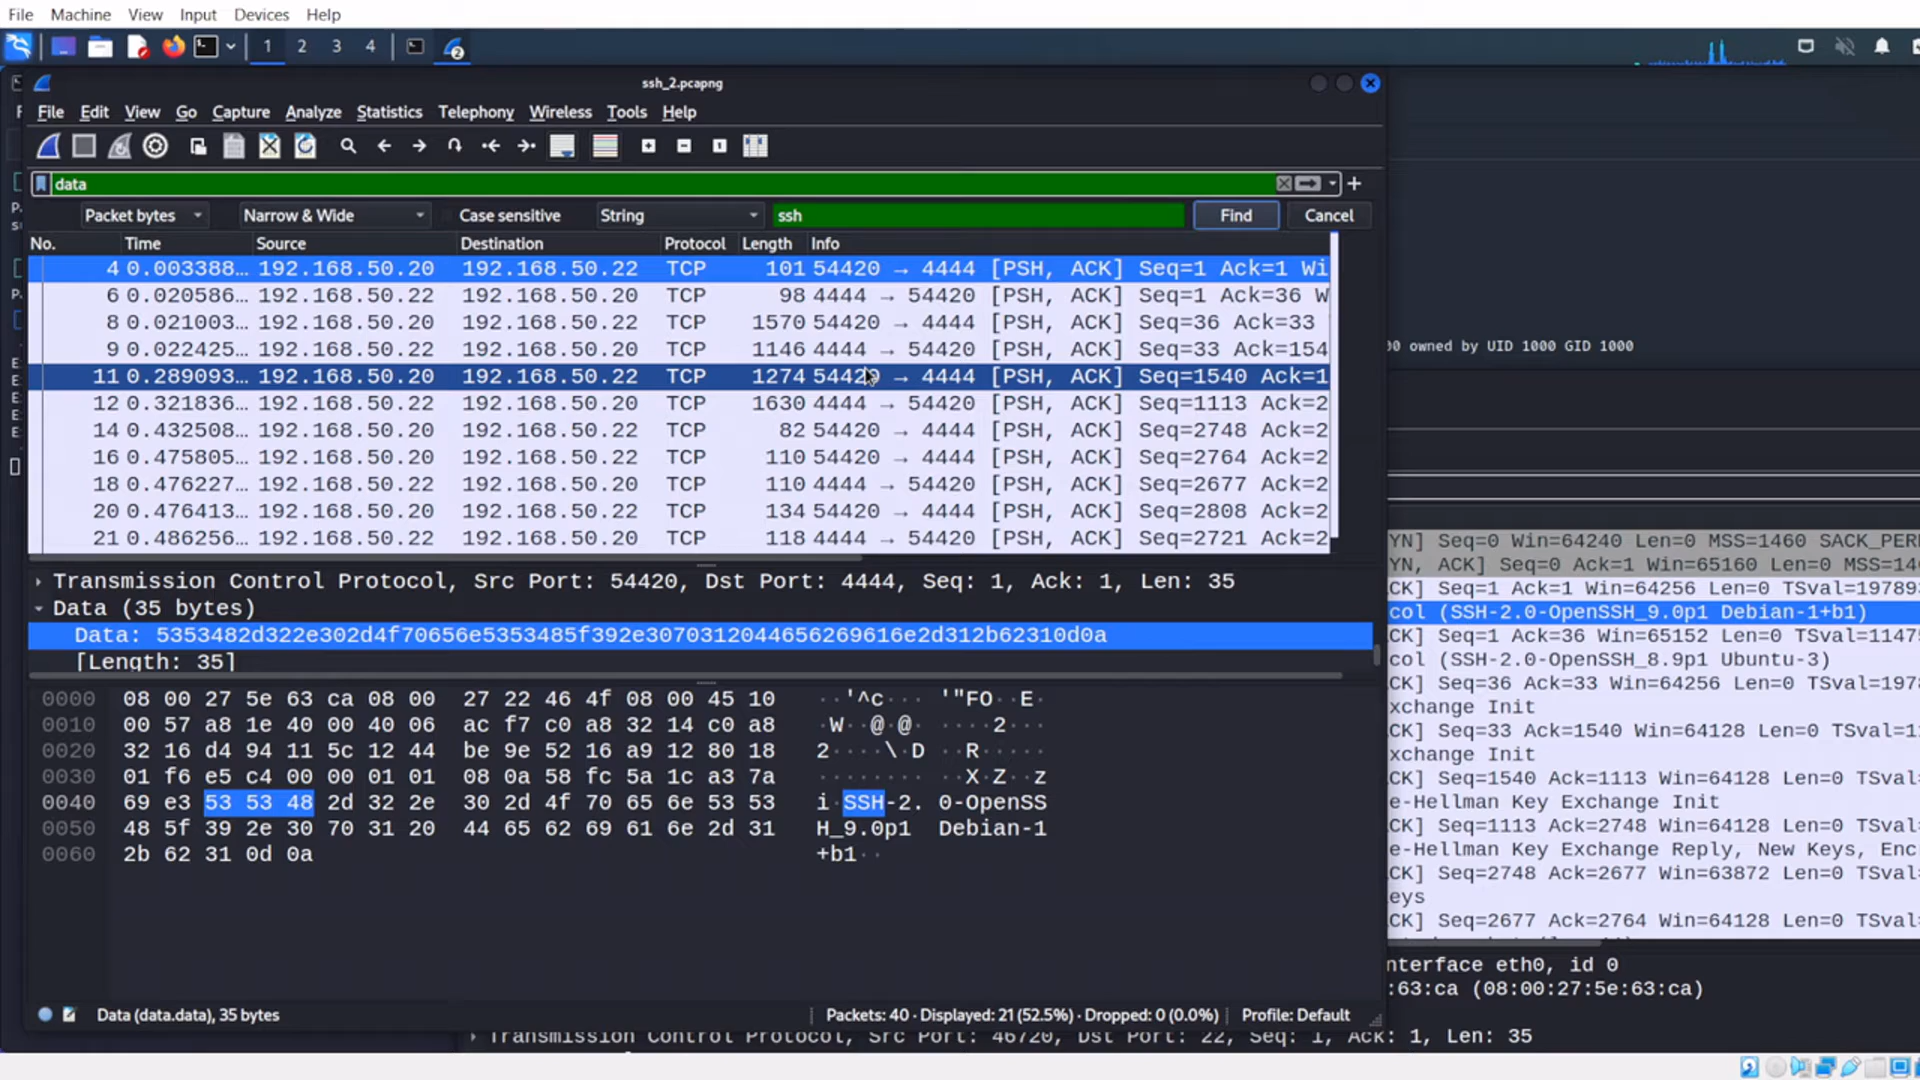 File Machine View Input Devices Help
1 2 3 4
ssh_2.pcapng
File Edit View Go Capture Analyze Statistics Telephony Wireless Tools Help
data
Packet bytes Narrow & Wide Case sensitive String ssh Find Cancel
No. Time Source Destination Protocol Length Info
4 0.003388… 192.168.50.20 192.168.50.22 TCP 101 54420 → 4444 [PSH, ACK] Seq=1 Ack=1 Wi
6 0.020586… 192.168.50.22 192.168.50.20 TCP 98 4444 → 54420 [PSH, ACK] Seq=1 Ack=36 W
8 0.021003… 192.168.50.20 192.168.50.22 TCP 1570 54420 → 4444 [PSH, ACK] Seq=36 Ack=33
9 0.022425… 192.168.50.22 192.168.50.20 TCP 1146 4444 → 54420 [PSH, ACK] Seq=33 Ack=154
11 0.289093… 192.168.50.20 192.168.50.22 TCP 1274 54420 → 4444 [PSH, ACK] Seq=1540 Ack=1
12 0.321836… 192.168.50.22 192.168.50.20 TCP 1630 4444 → 54420 [PSH, ACK] Seq=1113 Ack=2
14 0.432508… 192.168.50.20 192.168.50.22 TCP 82 54420 → 4444 [PSH, ACK] Seq=2748 Ack=2
16 0.475805… 192.168.50.20 192.168.50.22 TCP 110 54420 → 4444 [PSH, ACK] Seq=2764 Ack=2
18 0.476227… 192.168.50.22 192.168.50.20 TCP 110 4444 → 54420 [PSH, ACK] Seq=2677 Ack=2
20 0.476413… 192.168.50.20 192.168.50.22 TCP 134 54420 → 4444 [PSH, ACK] Seq=2808 Ack=2
21 0.486256… 192.168.50.22 192.168.50.20 TCP 118 4444 → 54420 [PSH, ACK] Seq=2721 Ack=2
Transmission Control Protocol, Src Port: 54420, Dst Port: 4444, Seq: 1, Ack: 1, Len: 35
Data (35 bytes)
Data: 5353482d322e302d4f70656e5353485f392e3070312044656269616e2d312b62310d0a
[Length: 35]
0000 08 00 27 5e 63 ca 08 00 27 22 46 4f 08 00 45 10 ··'^c··· '"FO··E·
0010 00 57 a8 1e 40 00 40 06 ac f7 c0 a8 32 14 c0 a8 ·W··@·@· ····2···
0020 32 16 d4 94 11 5c 12 44 be 9e 52 16 a9 12 80 18 2····\·D ··R·····
0030 01 f6 e5 c4 00 00 01 01 08 0a 58 fc 5a 1c a3 7a ········ ··X·Z··z
0040 69 e3 53 53 48 2d 32 2e 30 2d 4f 70 65 6e 53 53 i·SSH-2. 0-OpenSS
0050 48 5f 39 2e 30 70 31 20 44 65 62 69 61 6e 2d 31 H_9.0p1 Debian-1
0060 2b 62 31 0d 0a +b1··
Data (data.data), 35 bytes Packets: 40 · Displayed: 21 (52.5%) · Dropped: 0 (0.0%) Profile: Default
00 owned by UID 1000 GID 1000
YN] Seq=0 Win=64240 Len=0 MSS=1460 SACK_PER
YN, ACK] Seq=0 Ack=1 Win=65160 Len=0 MSS=14
CK] Seq=1 Ack=1 Win=64256 Len=0 TSval=19789
col (SSH-2.0-OpenSSH_9.0p1 Debian-1+b1)
CK] Seq=1 Ack=36 Win=65152 Len=0 TSval=1147
col (SSH-2.0-OpenSSH_8.9p1 Ubuntu-3)
CK] Seq=36 Ack=33 Win=64256 Len=0 TSval=1978
xchange Init
CK] Seq=33 Ack=1540 Win=64128 Len=0 TSval=1
xchange Init
CK] Seq=1540 Ack=1113 Win=64128 Len=0 TSval
e-Hellman Key Exchange Init
CK] Seq=1113 Ack=2748 Win=64128 Len=0 TSval
e-Hellman Key Exchange Reply, New Keys, Enc
CK] Seq=2748 Ack=2677 Win=63872 Len=0 TSval
eys
CK] Seq=2677 Ack=2764 Win=64128 Len=0 TSval
nterface eth0, id 0
:63:ca (08:00:27:5e:63:ca)
Transmission Control Protocol, Src Port: 46720, Dst Port: 22, Seq: 1, Ack: 1, Len: 35